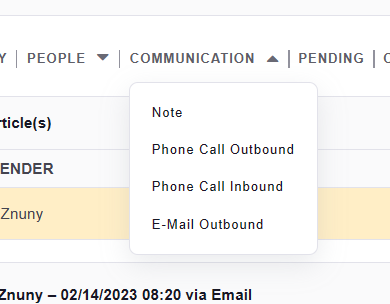 Y | PEOPLE | COMMUNICATION | PENDING |
Note
rticle(s)
Phone Call Outbound
ENDER
Phone Call Inbound
Znuny
E-Mail Outbound
Znuny – 02/14/2023 08:20 via Email